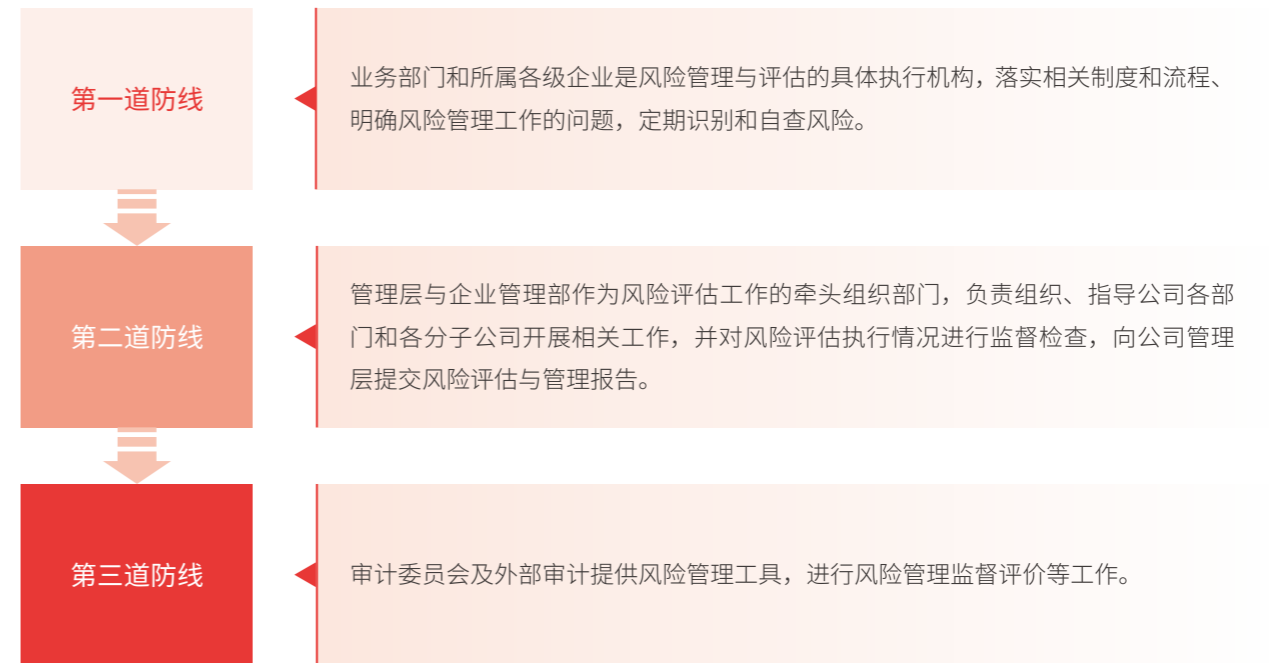 第一道防线
业务部门和所属各级企业是风险管理与评估的具体执行机构，落实相关制度和流程、
明确风险管理工作的问题，定期识别和自查风险。
第二道防线
管理层与企业管理部作为风险评估工作的牵头组织部门，负责组织、指导公司各部
门和各分子公司开展相关工作，并对风险评估执行情况进行监督检查，向公司管理
层提交风险评估与管理报告。
第三道防线
审计委员会及外部审计提供风险管理工具，进行风险管理监督评价等工作。